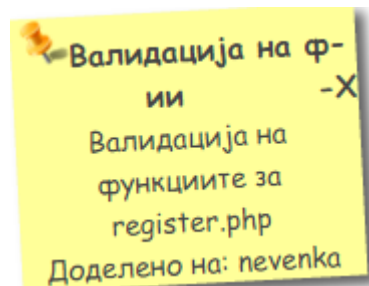 Валидација на ф-
ии -X
Валидација на
функциите за
register.php
Доделено на: nevenka